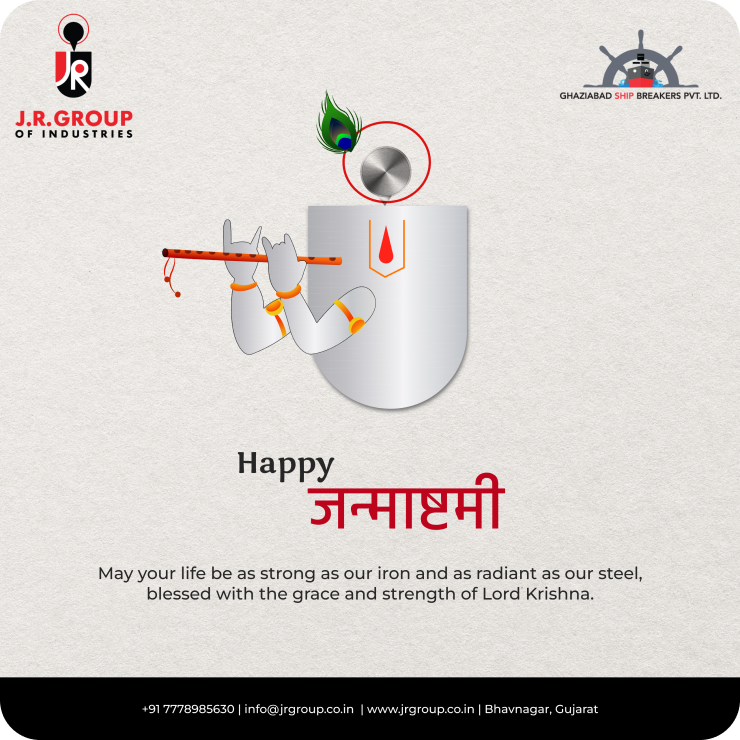 JR
J.R.GROUP
OF INDUSTRIES
GHAZIABAD SHIP BREAKERS PVT. LTD.
Happy
जन्माष्टमी
May your life be as strong as our iron and as radiant as our steel,
blessed with the grace and strength of Lord Krishna.
+91 7778985630 | info@jrgroup.co.in | www.jrgroup.co.in | Bhavnagar, Gujarat